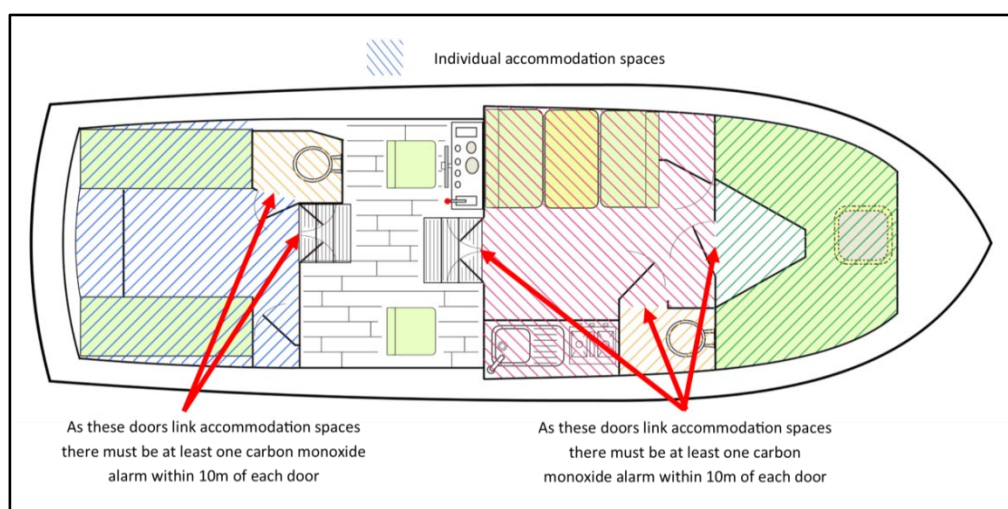 Individual accommodation spaces
As these doors link accommodation spaces
there must be at least one carbon monoxide
alarm within 10m of each door
As these doors link accommodation spaces
there must be at least one carbon
monoxide alarm within 10m of each door